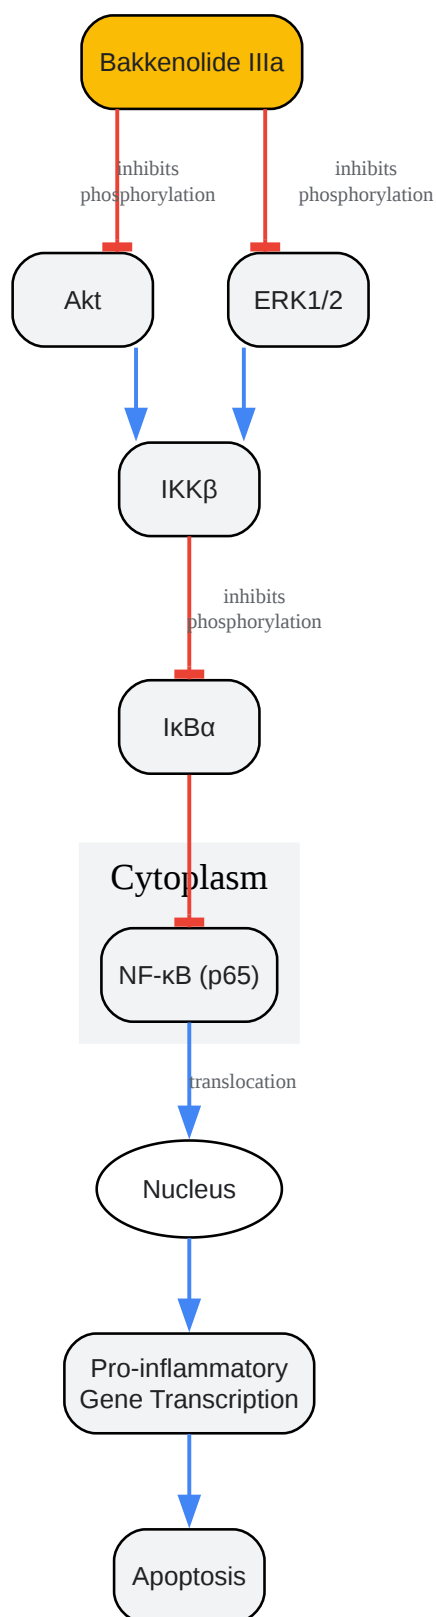 Bakkenolide IIIa
inhibits
phosphorylation
inhibits
phosphorylation
Akt
ERK1/2
IKKβ
inhibits
phosphorylation
IκBα
Cytoplasm
NF-κB (p65)
translocation
Nucleus
Pro-inflammatory
Gene Transcription
Apoptosis